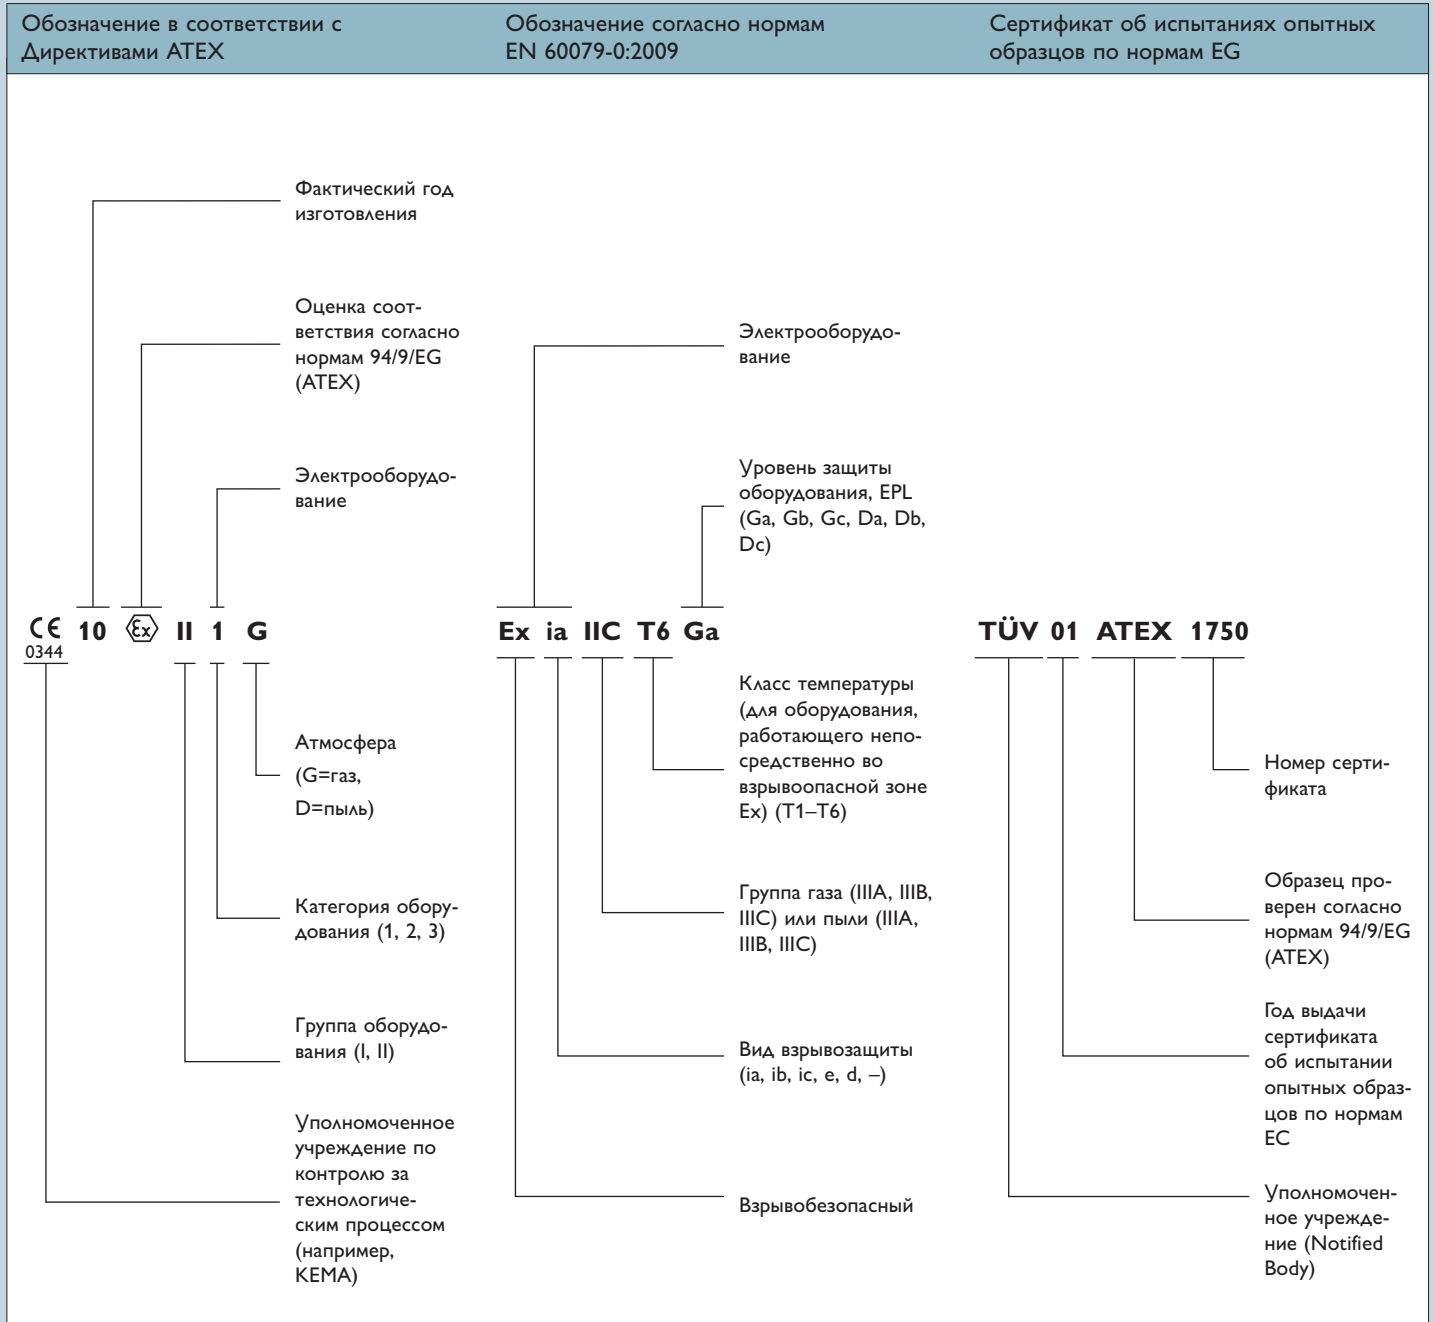 Обозначение в соответствии с
Директивами ATEX
Обозначение согласно нормам
EN 60079-0:2009
Сертификат об испытаниях опытных
образцов по нормам EG
Фактический год
изготовления
Оценка соот-
ветствия согласно
нормам 94/9/EG
(ATEX)
Электрооборудо-
вание
Электрооборудо-
вание
Уровень защиты
оборудования, EPL
(Ga, Gb, Gc, Da, Db,
Dc)
CE 10 Ex II 1 G
0344
Ex ia IIC T6 Ga
TÜV 01 ATEX 1750
Атмосфера
(G=газ,
D=пыль)
Категория обору-
дования (1, 2, 3)
Группа оборудо-
вания (I, II)
Уполномоченное
учреждение по
контролю за
технологиче-
ским процессом
(например,
KEMA)
Класс температуры
(для оборудования,
работающего непо-
средственно во
взрывоопасной зоне
Ex) (T1–T6)
Группа газа (IIIA, IIIB,
IIIC) или пыли (IIIA,
IIIB, IIIC)
Вид взрывозащиты
(ia, ib, ic, e, d, –)
Взрывобезопасный
Номер серти-
фиката
Образец про-
верен согласно
нормам 94/9/EG
(ATEX)
Год выдачи
сертификата
об испытании
опытных образ-
цов по нормам
ЕС
Уполномочен-
ное учрежде-
ние (Notified
Body)